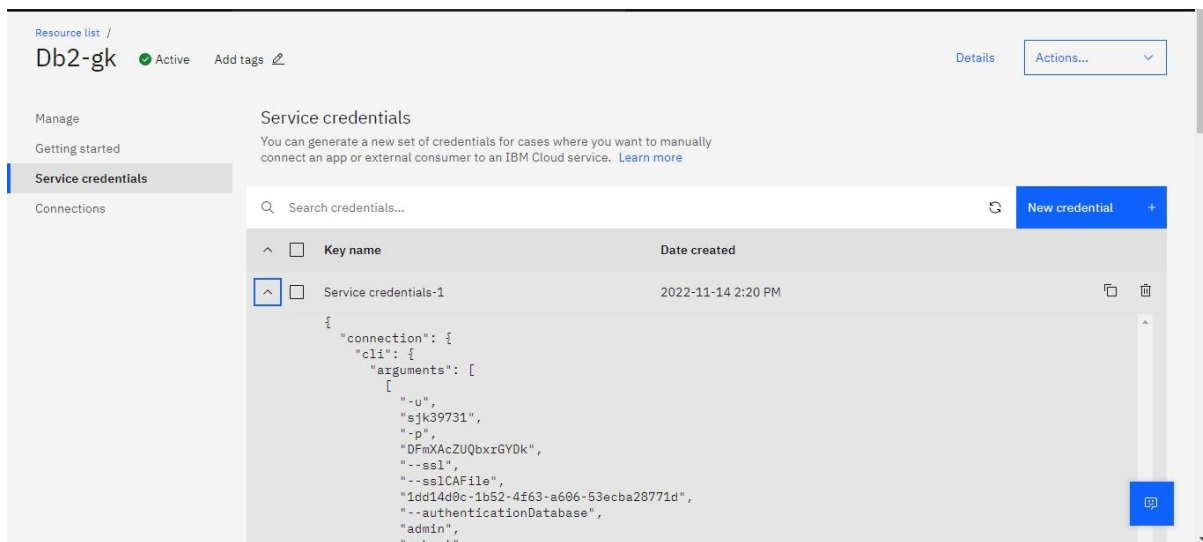 Resource list /
Db2-gk Active Add tags
Details Actions...
Manage
Getting started
Service credentials
Connections
Service credentials
You can generate a new set of credentials for cases where you want to manually
connect an app or external consumer to an IBM Cloud service. Learn more
Search credentials...
New credential +
Key name Date created
Service credentials-1 2022-11-14 2:20 PM
{
"connection": {
"cli": {
"arguments": [
[
"-u",
"sjk39731",
"-p",
"DFmXAcZUQbxrGYDk",
"--ssl",
"--sslCAFile",
"1dd14d0c-1b52-4f63-a606-53ecba28771d",
"--authenticationDatabase",
"admin",